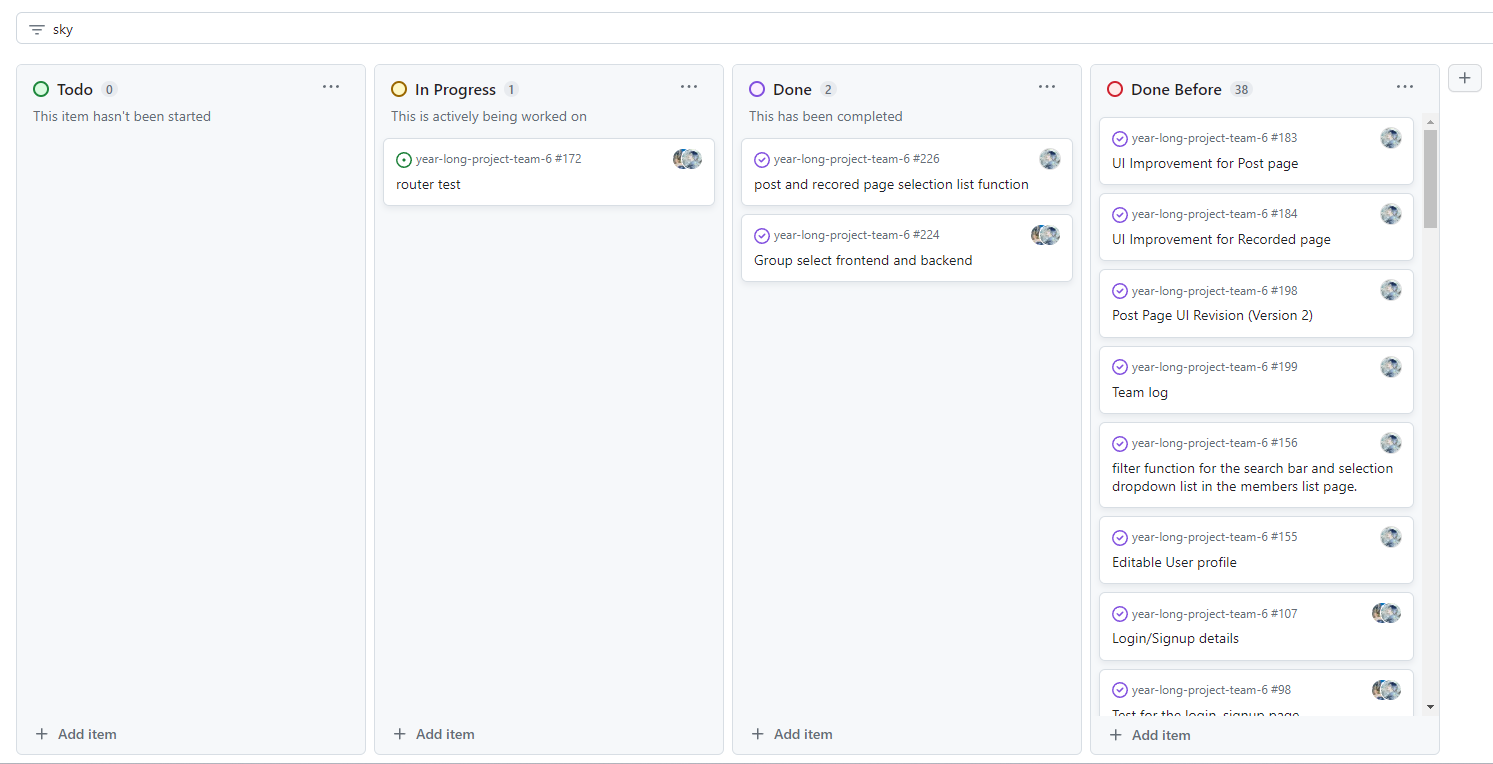 sky
Todo 0
This item hasn't been started
Add item
In Progress 1
This is actively being worked on
year-long-project-team-6 #172
router test
Add item
Done 2
This has been completed
year-long-project-team-6 #226
post and recored page selection list function
year-long-project-team-6 #224
Group select frontend and backend
Add item
Done Before 38
year-long-project-team-6 #183
UI Improvement for Post page
year-long-project-team-6 #184
UI Improvement for Recorded page
year-long-project-team-6 #198
Post Page UI Revision (Version 2)
year-long-project-team-6 #199
Team log
year-long-project-team-6 #156
filter function for the search bar and selection
dropdown list in the members list page.
year-long-project-team-6 #155
Editable User profile
year-long-project-team-6 #107
Login/Signup details
year-long-project-team-6 #98
Test for the login, signup page
Add item